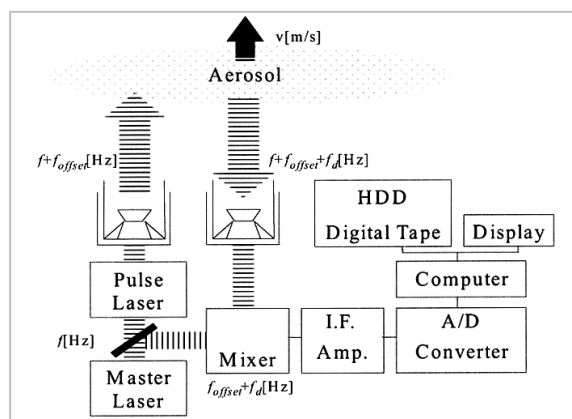 v[m/s]
Aerosol
f+f_offset[Hz]
f+f_offset+f_d[Hz]
HDD
Digital Tape
Display
Pulse
Laser
Computer
f[Hz]
Mixer
I.F.
Amp.
A/D
Converter
Master
Laser
f_offset+f_d[Hz]